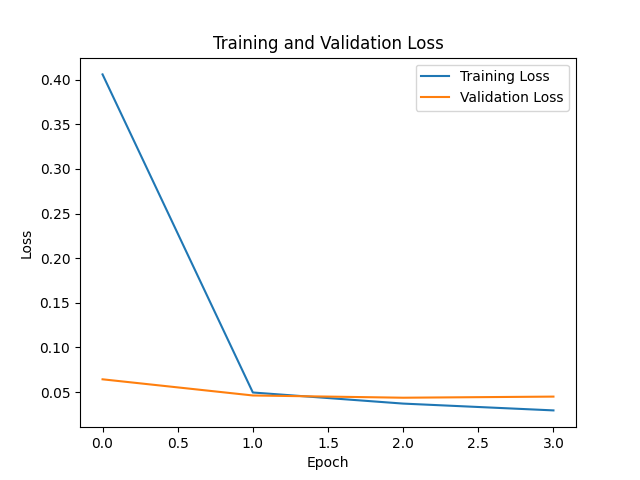 Training and Validation Loss
Training Loss
Validation Loss
0.40
0.35
0.30
0.25
0.20
0.15
0.10
0.05
Loss
0.0 0.5 1.0 1.5 2.0 2.5 3.0
Epoch